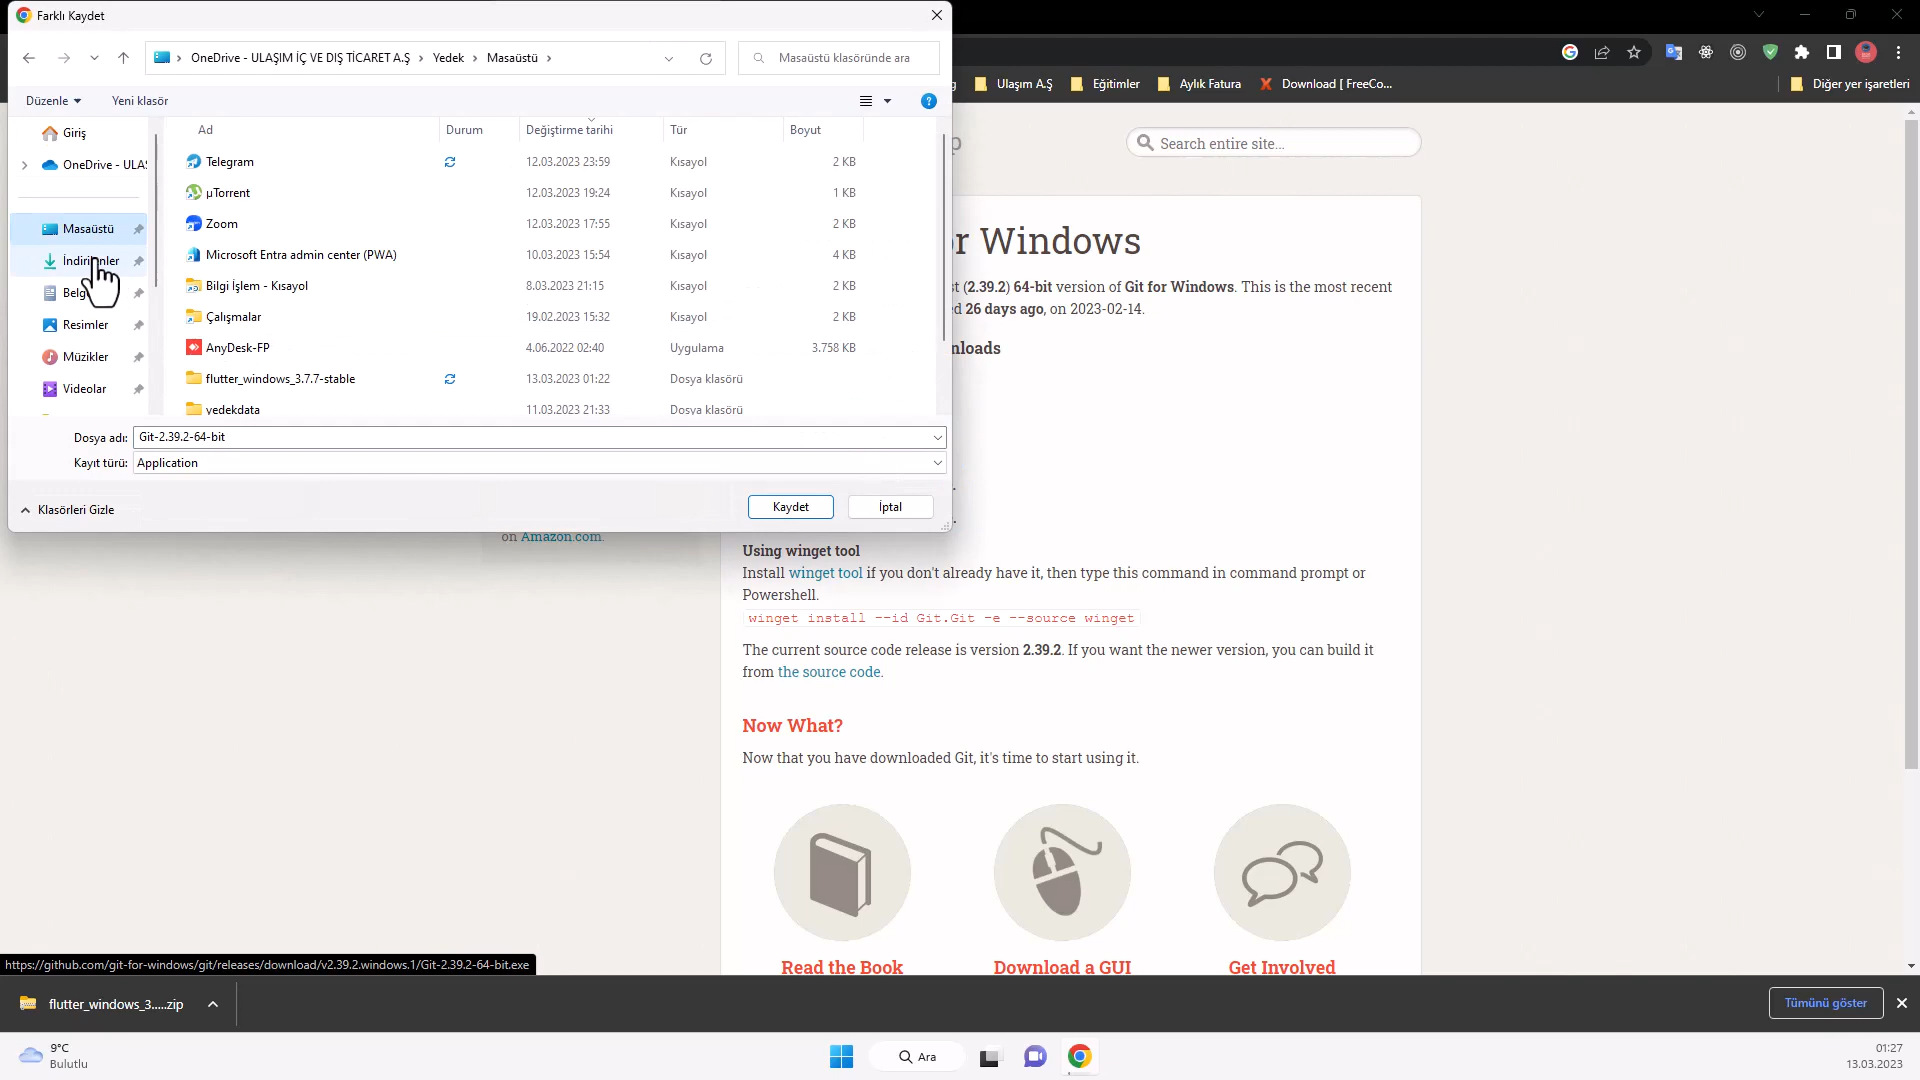 Farklı Kaydet
OneDrive - ULAŞIM İÇ VE DIŞ TİCARET A.Ş > Yedek > Masaüstü >
Masaüstü klasöründe ara
Düzenle
Yeni klasör
Ulaşım A.Ş
Eğitimler
Aylık Fatura
Download [ FreeCo...
Diğer yer işaretleri
Giriş
OneDrive - ULAŞ
Masaüstü
Resimler
Müzikler
Videolar
Ad Durum Değiştirme tarihi Tür Boyut
Telegram 12.03.2023 23:59 Kısayol 2 KB
µTorrent 12.03.2023 19:24 Kısayol 1 KB
Zoom 12.03.2023 17:55 Kısayol 2 KB
Microsoft Entra admin center (PWA) 10.03.2023 15:54 Kısayol 4 KB
Bilgi İşlem - Kısayol 8.03.2023 21:15 Kısayol 2 KB
Çalışmalar 19.02.2023 15:32 Kısayol 2 KB
AnyDesk-FP 4.06.2022 02:40 Uygulama 3.758 KB
flutter_windows_3.7.7-stable 13.03.2023 01:22 Dosya klasörü
yedekdata 11.03.2023 21:33 Dosya klasörü
Dosya adı: Git-2.39.2-64-bit
Kayıt türü: Application
Klasörleri Gizle
Kaydet
İptal
Search entire site...
r Windows
(2.39.2) 64-bit version of Git for Windows. This is the most recent
26 days ago, on 2023-02-14.
nloads
on Amazon.com.
Using winget tool
Install winget tool if you don't already have it, then type this command in command prompt or
Powershell.
winget install --id Git.Git -e --source winget
The current source code release is version 2.39.2. If you want the newer version, you can build it
from the source code.
Now What?
Now that you have downloaded Git, it's time to start using it.
Read the Book
Download a GUI
Get Involved
https://github.com/git-for-windows/git/releases/download/v2.39.2.windows.1/Git-2.39.2-64-bit.exe
flutter_windows_3.....zip
Tümünü göster
9°C
Bulutlu
Ara
01:27
13.03.2023